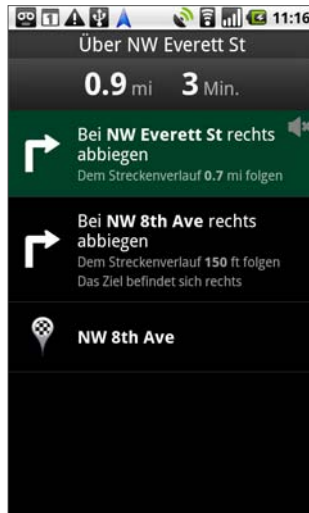 11:16
Über NW Everett St
0.9 mi 3 Min.
Bei NW Everett St rechts
abbiegen
Dem Streckenverlauf 0.7 mi folgen
Bei NW 8th Ave rechts
abbiegen
Dem Streckenverlauf 150 ft folgen
Das Ziel befindet sich rechts
NW 8th Ave